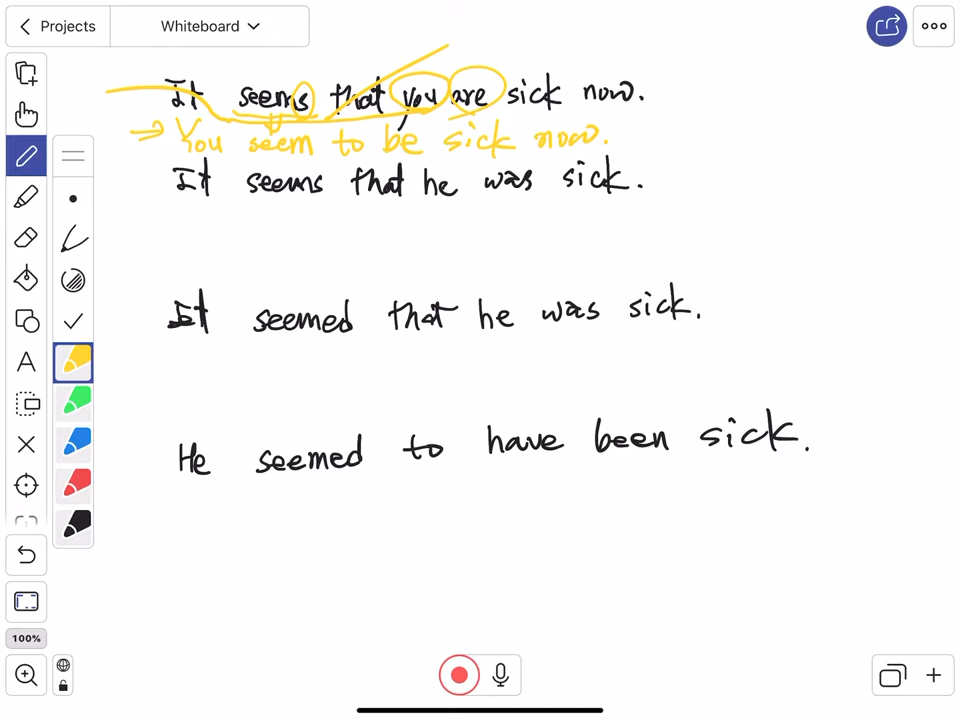 Projects
Whiteboard
It seems that you are sick now.
⇒ You seem to be sick now.
It seems that he was sick.
It seemed that he was sick.
He seemed to have been sick.
A
100%